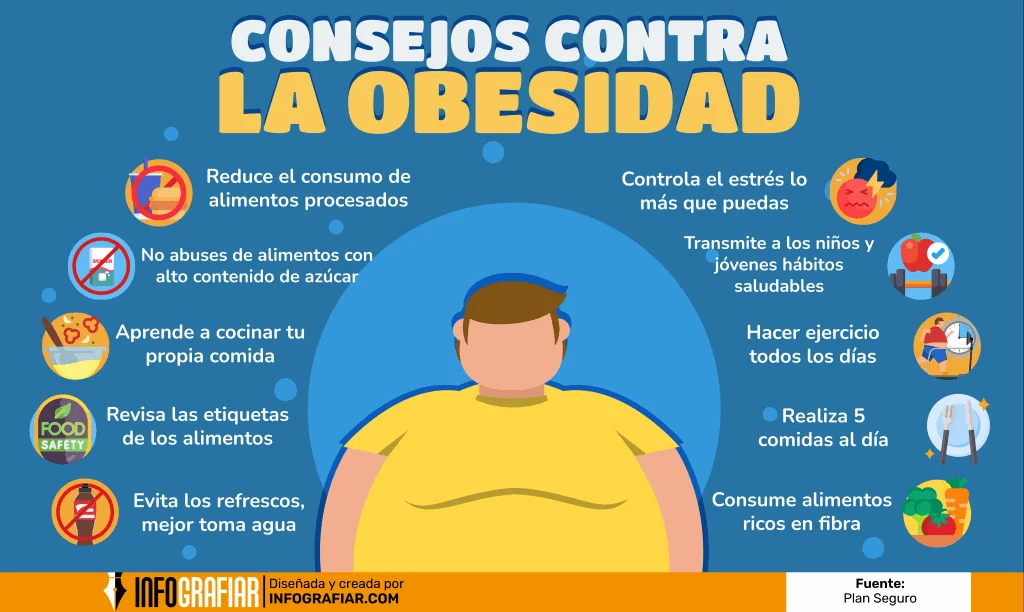 CONSEJOS CONTRA
LA OBESIDAD
Reduce el consumo de
alimentos procesados
No abuses de alimentos con
alto contenido de azúcar
Aprende a cocinar tu
propia comida
FOOD
SAFETY
Revisa las etiquetas
de los alimentos
Evita los refrescos,
mejor toma agua
Controla el estrés lo
más que puedas
Transmite a los niños y
jóvenes hábitos
saludables
Hacer ejercicio
todos los días
Realiza 5
comidas al día
Consume alimentos
ricos en fibra
INFOGRAFIAR
Diseñada y creada por
INFOGRAFIAR.COM
Fuente:
Plan Seguro